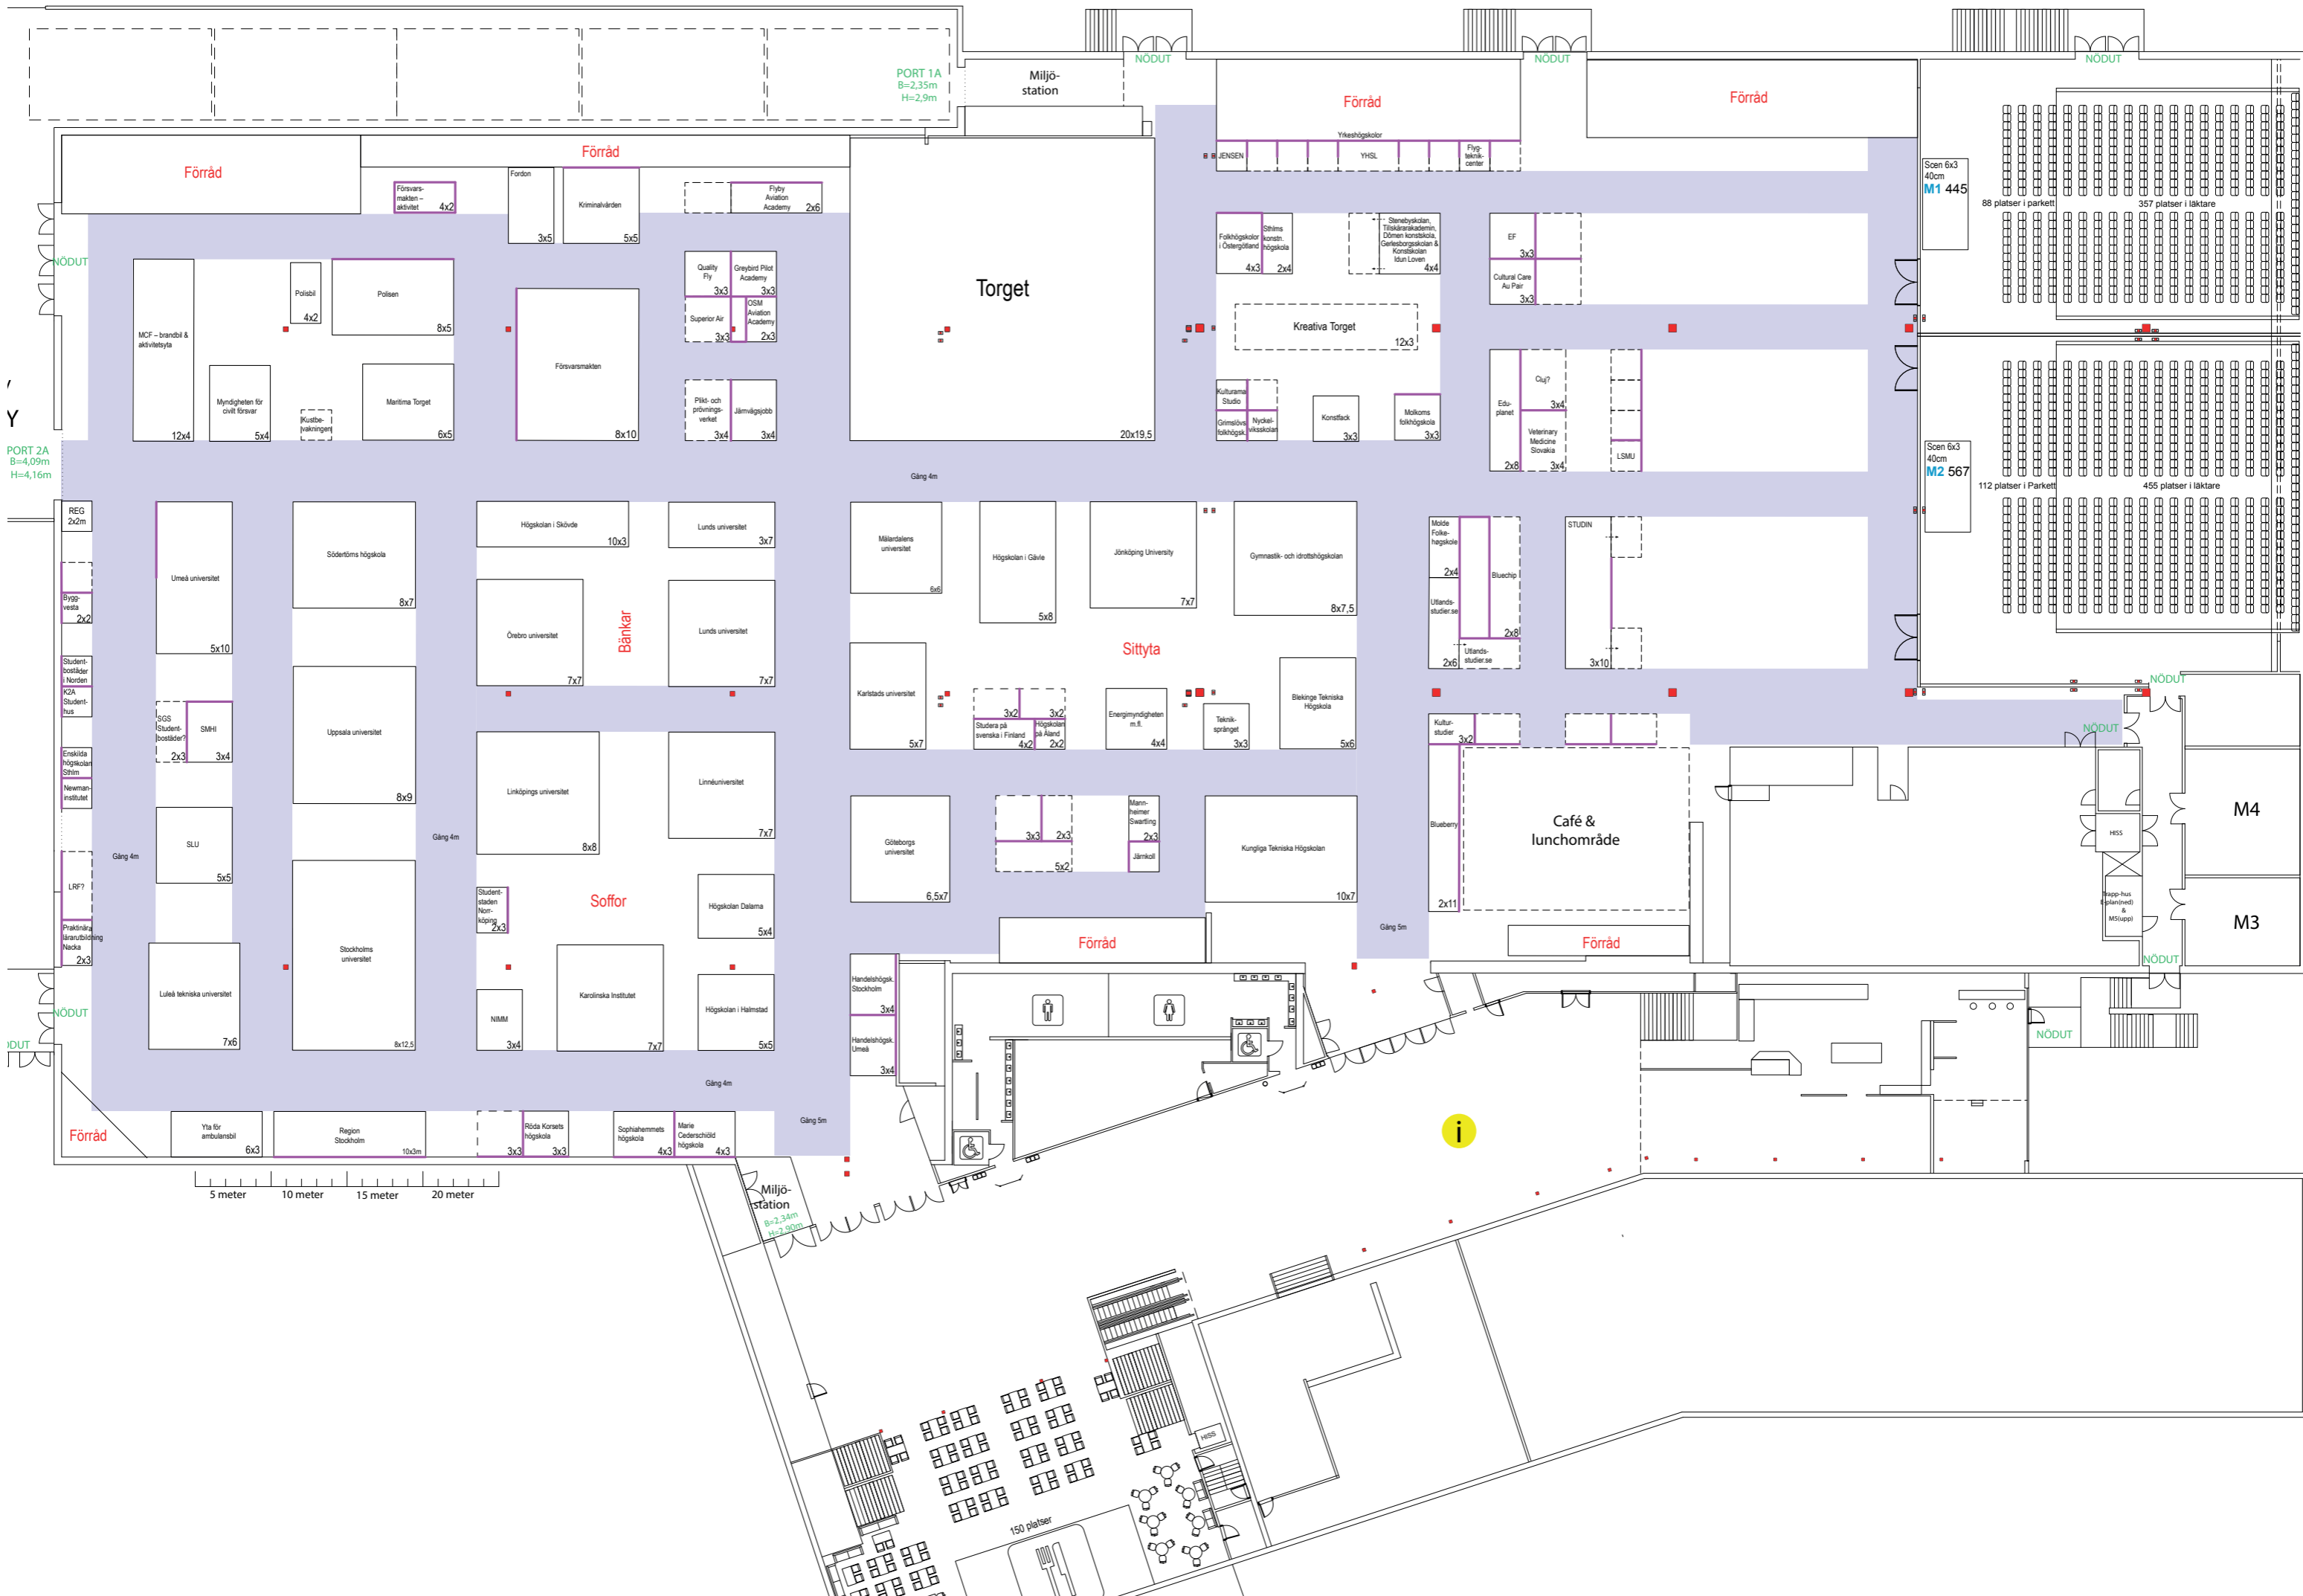 PORT 1A
B=2,35m
H=2,9m
Miljö-
station
NÖDUT
NÖDUT
NÖDUT
Förråd
Förråd
Förråd
Förråd
Yrkeshögskolor
JENSEN
YHSL
Flyg-
teknik-
center
Försvars-
makten –
aktivitet
4x2
Fordon
3x5
Kriminalvården
5x5
Flyby
Aviation
Academy
2x6
Scen 6x3
40cm
M1 445
88 platser i parkett
357 platser i läktare
NÖDUT
MCF – brandbil &
aktivitetsyta
12x4
Polisbil
4x2
Polisen
8x5
Myndigheten för
civilt försvar
5x4
Kustbe-
vakningen
Maritima Torget
6x5
Försvarsmakten
8x10
Quality
Fly
3x3
Greybird Pilot
Academy
3x3
Superior Air
3x3
OSM
Aviation
Academy
2x3
Plikt- och
prövnings-
verket
3x4
Järnvägsjobb
3x4
Torget
20x19,5
Folkhögskolor
i Östergötland
4x3
Sthlms
konstn.
högskola
2x4
Stenebyskolan,
Tillskärarakademin,
Dömen konstskola,
Gerlesborgsskolan &
Konstskolan
Idun Loven
4x4
EF
3x3
Cultural Care
Au Pair
3x3
Kreativa Torget
12x3
Kulturama
Studio
Grimslövs
folkhögsk.
Nyckel-
viksskolan
Konstfack
3x3
Molkoms
folkhögskola
3x3
Edu-
planet
2x8
Cluj?
3x4
Veterinary
Medicine
Slovakia
3x4
LSMU
Scen 6x3
40cm
M2 567
112 platser i Parkett
455 platser i läktare
Y
PORT 2A
B=4,09m
H=4,16m
Gång 4m
REG
2x2m
Bygg-
vesta
2x2
Student-
bostäder
i Norden
K2A
Student-
hus
Enskilda
högskolan
Sthlm
Newman-
institutet
LRF?
Praktinära
lärarutbildning
Nacka
2x3
Umeå universitet
5x10
SGS
Student-
bostäder?
2x3
SMHI
3x4
SLU
5x5
Luleå tekniska universitet
7x6
Gång 4m
Södertörns högskola
8x7
Uppsala universitet
8x9
Stockholms
universitet
8x12,5
Gång 4m
Högskolan i Skövde
10x3
Lunds universitet
3x7
Örebro universitet
7x7
Bänkar
Lunds universitet
7x7
Linköpings universitet
8x8
Linnéuniversitet
7x7
Student-
staden
Norr-
köping
2x3
Soffor
Högskolan Dalarna
5x4
NIMM
3x4
Karolinska Institutet
7x7
Högskolan i Halmstad
5x5
Mälardalens
universitet
6x6
Högskolan i Gävle
5x8
Jönköping University
7x7
Gymnastik- och idrottshögskolan
8x7,5
Sittyta
Karlstads universitet
5x7
3x2
3x2
Studera på
svenska i Finland
4x2
Högskolan
på Åland
2x2
Energimyndigheten
m.fl.
4x4
Teknik-
språnget
3x3
Blekinge Tekniska
Högskola
5x6
Göteborgs
universitet
6,5x7
3x3
2x3
5x2
Mann-
heimer
Swartling
2x3
Järnkoll
Kungliga Tekniska Högskolan
10x7
Molde
Folke-
høgskole
2x4
Utlands-
studier.se
2x6
Bluechip
2x8
Utlands-
studier.se
STUDIN
3x10
Kultur-
studier
3x2
Blueberry
2x11
Café &
lunchområde
NÖDUT
NÖDUT
M4
M3
HISS
Trapp-hus
E-plan(ned)
&
M5(upp)
NÖDUT
NÖDUT
Förråd
Förråd
Gång 5m
Handelshögsk.
Stockholm
3x4
Handelshögsk.
Umeå
3x4
NÖDUT
Förråd
Yta för
ambulansbil
6x3
Region
Stockholm
10x3m
3x3
Röda Korsets
högskola
3x3
Sophiahemmets
högskola
4x3
Marie
Cederschiöld
högskola
4x3
Gång 4m
Gång 5m
5 meter
10 meter
15 meter
20 meter
Miljö-
station
B=2,34m
H=2,90m
i
HISS
150 platser